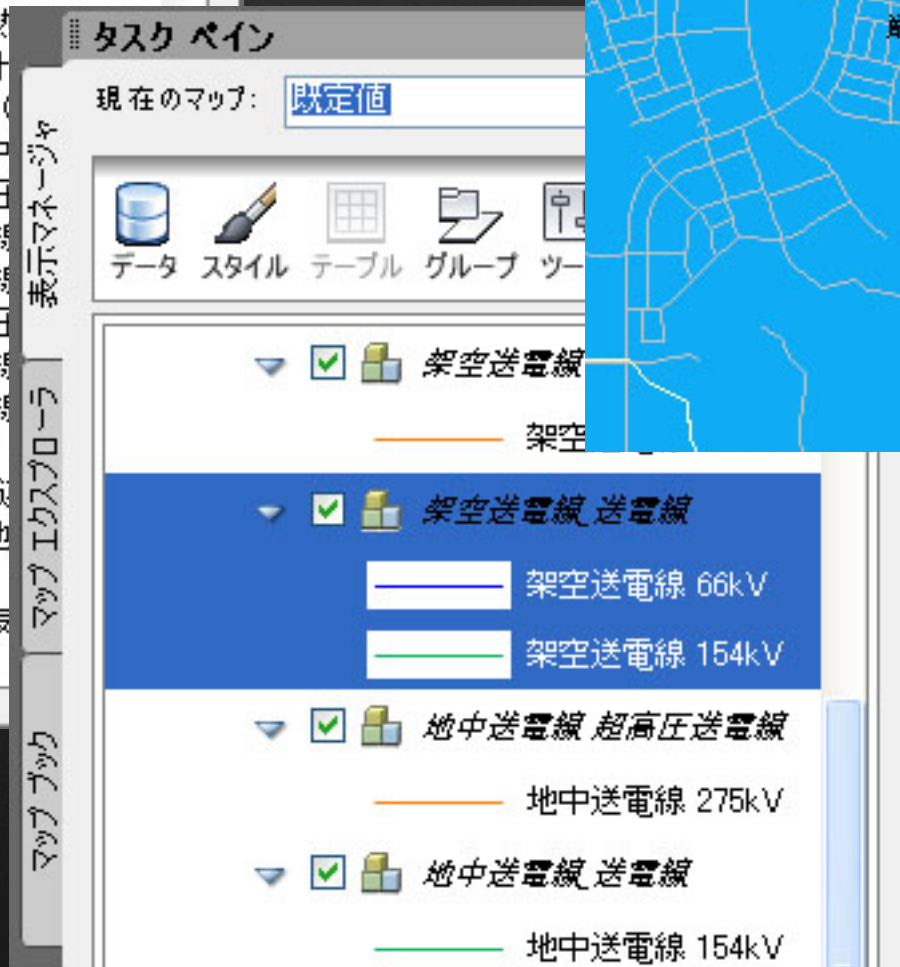 タスク ペイン
現在のマップ: 既定値
表示マネージャ
マップ エクスプローラ
マップ ブック
データ スタイル テーブル グループ ツー
架空送電線
架空
架空送電線_送電線
架空送電線 66kV
架空送電線 154kV
地中送電線 超高圧送電線
地中送電線 275kV
地中送電線_送電線
地中送電線 154kV